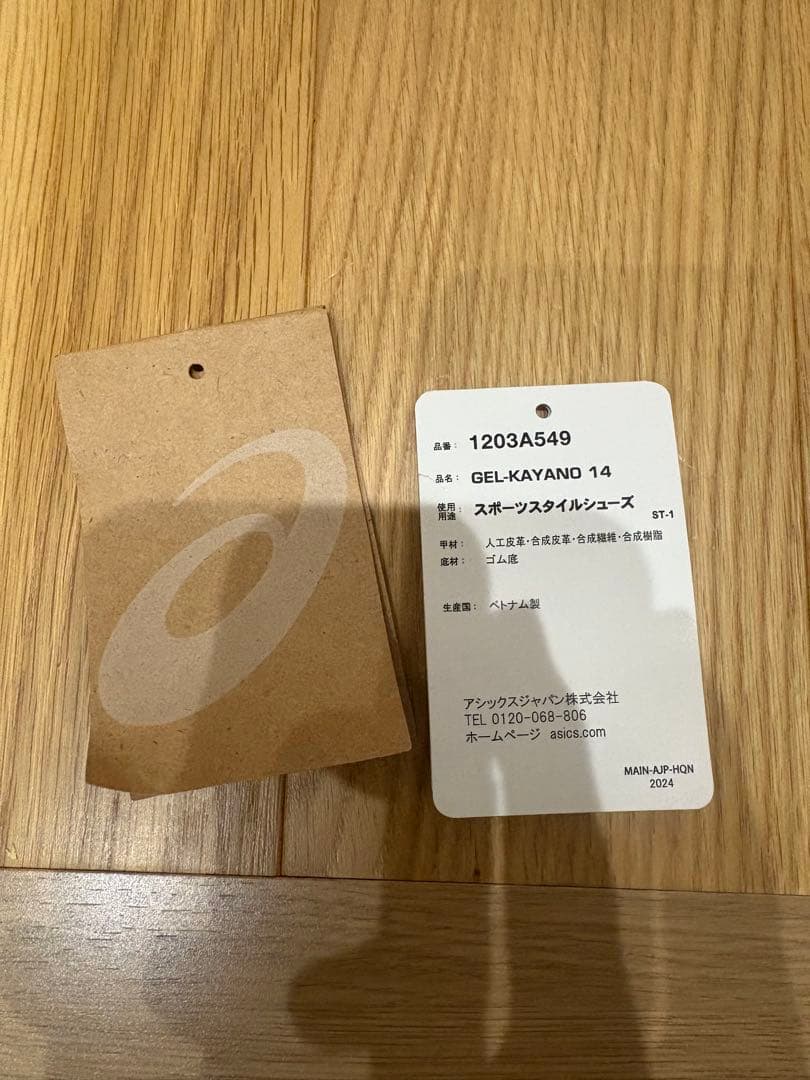 品番： 1203A549
品名： GEL-KAYANO 14
使用用途： スポーツスタイルシューズ
ST-1
甲材： 人工皮革・合成皮革・合成繊維・合成樹脂
底材： ゴム底
生産国： ベトナム製
アシックスジャパン株式会社
TEL 0120-068-806
ホームページ asics.com
MAIN-AJP-HQN
2024